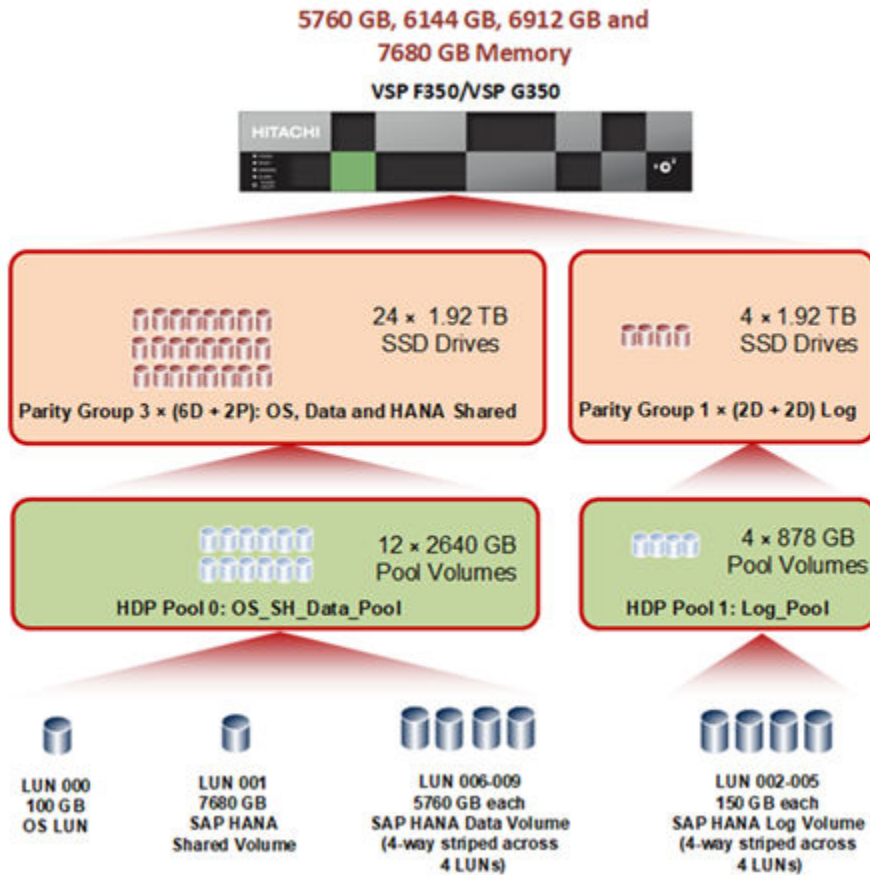 5760 GB, 6144 GB, 6912 GB and
7680 GB Memory
VSP F350/VSP G350
HITACHI
24 × 1.92 TB
SSD Drives
Parity Group 3 × (6D + 2P): OS, Data and HANA Shared
4 × 1.92 TB
SSD Drives
Parity Group 1 × (2D + 2D) Log
12 × 2640 GB
Pool Volumes
HDP Pool 0: OS_SH_Data_Pool
4 × 878 GB
Pool Volumes
HDP Pool 1: Log_Pool
LUN 000
100 GB
OS LUN
LUN 001
7680 GB
SAP HANA
Shared Volume
LUN 006-009
5760 GB each
SAP HANA Data Volume
(4-way striped across
4 LUNs)
LUN 002-005
150 GB each
SAP HANA Log Volume
(4-way striped across
4 LUNs)